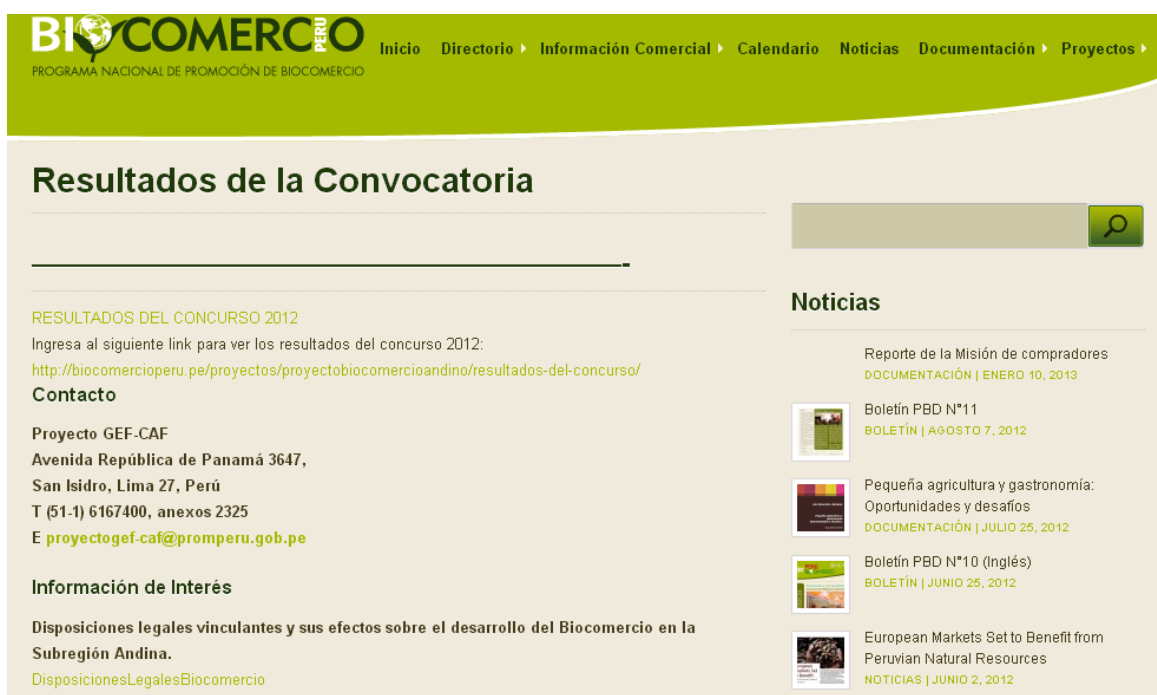 BIOCOMERCIO PERU
PROGRAMA NACIONAL DE PROMOCIÓN DE BIOCOMERCIO
Inicio Directorio Información Comercial Calendario Noticias Documentación Proyectos
Resultados de la Convocatoria
RESULTADOS DEL CONCURSO 2012
Ingresa al siguiente link para ver los resultados del concurso 2012:
http://biocomercioperu.pe/proyectos/proyectobiocomercioandino/resultados-del-concurso/
Contacto
Proyecto GEF-CAF
Avenida República de Panamá 3647,
San Isidro, Lima 27, Perú
T (51-1) 6167400, anexos 2325
E proyectogef-caf@promperu.gob.pe
Información de Interés
Disposiciones legales vinculantes y sus efectos sobre el desarrollo del Biocomercio en la
Subregión Andina.
DisposicionesLegalesBiocomercio
Noticias
Reporte de la Misión de compradores
DOCUMENTACIÓN | ENERO 10, 2013
Boletín PBD N°11
BOLETÍN | AGOSTO 7, 2012
Pequeña agricultura y gastronomía:
Oportunidades y desafíos
DOCUMENTACIÓN | JULIO 25, 2012
Boletín PBD N°10 (Inglés)
BOLETÍN | JUNIO 25, 2012
European Markets Set to Benefit from
Peruvian Natural Resources
NOTICIAS | JUNIO 2, 2012